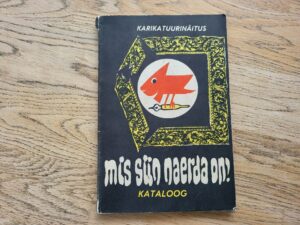 KARIKATUURINÄITUS
mis siin naerda on!
KATALOOG